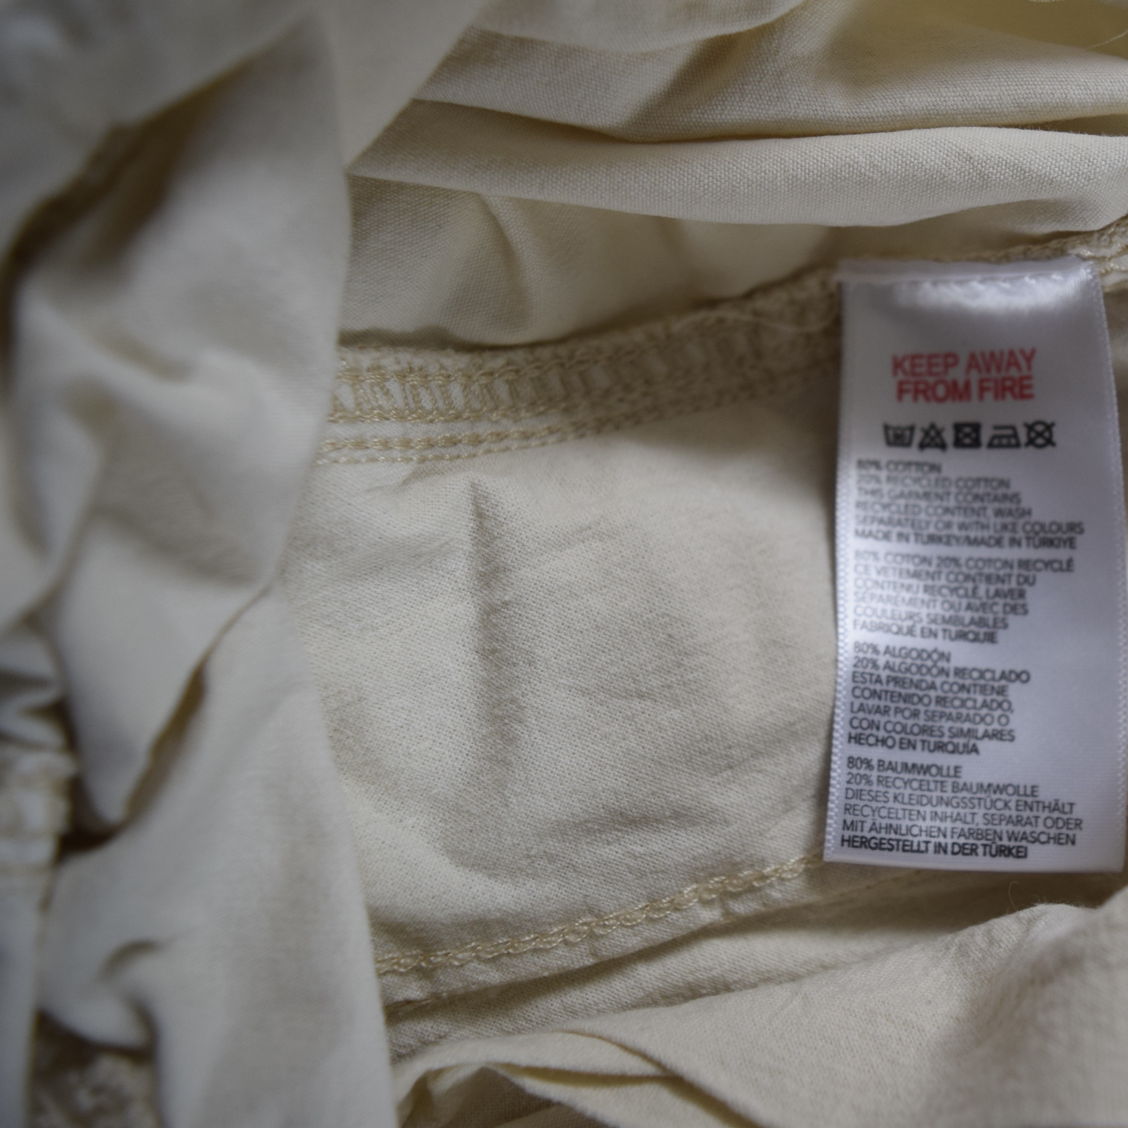 KEEP AWAY
FROM FIRE
80% COTTON
20% RECYCLED COTTON
THIS GARMENT CONTAINS
RECYCLED CONTENT, WASH
SEPARATELY OR WITH LIKE COLOURS
MADE IN TURKEY/MADE IN TÜRKIYE
80% COTON 20% COTON RECYCLÉ
CE VETEMENT CONTIENT DU
CONTENU RECYCLÉ, LAVER
SÉPARÉMENT OU AVEC DES
COULEURS SEMBLABLES
FABRIQUÉ EN TURQUIE
80% ALGODÓN
20% ALGODÓN RECICLADO
ESTA PRENDA CONTIENE
CONTENIDO RECICLADO,
LAVAR POR SEPARADO O
CON COLORES SIMILARES
HECHO EN TURQUÍA
80% BAUMWOLLE
20% RECYCELTE BAUMWOLLE
DIESES KLEIDUNGSSTÜCK ENTHÄLT
RECYCELTEN INHALT, SEPARAT ODER
MIT ÄHNLICHEN FARBEN WASCHEN
HERGESTELLT IN DER TÜRKEI